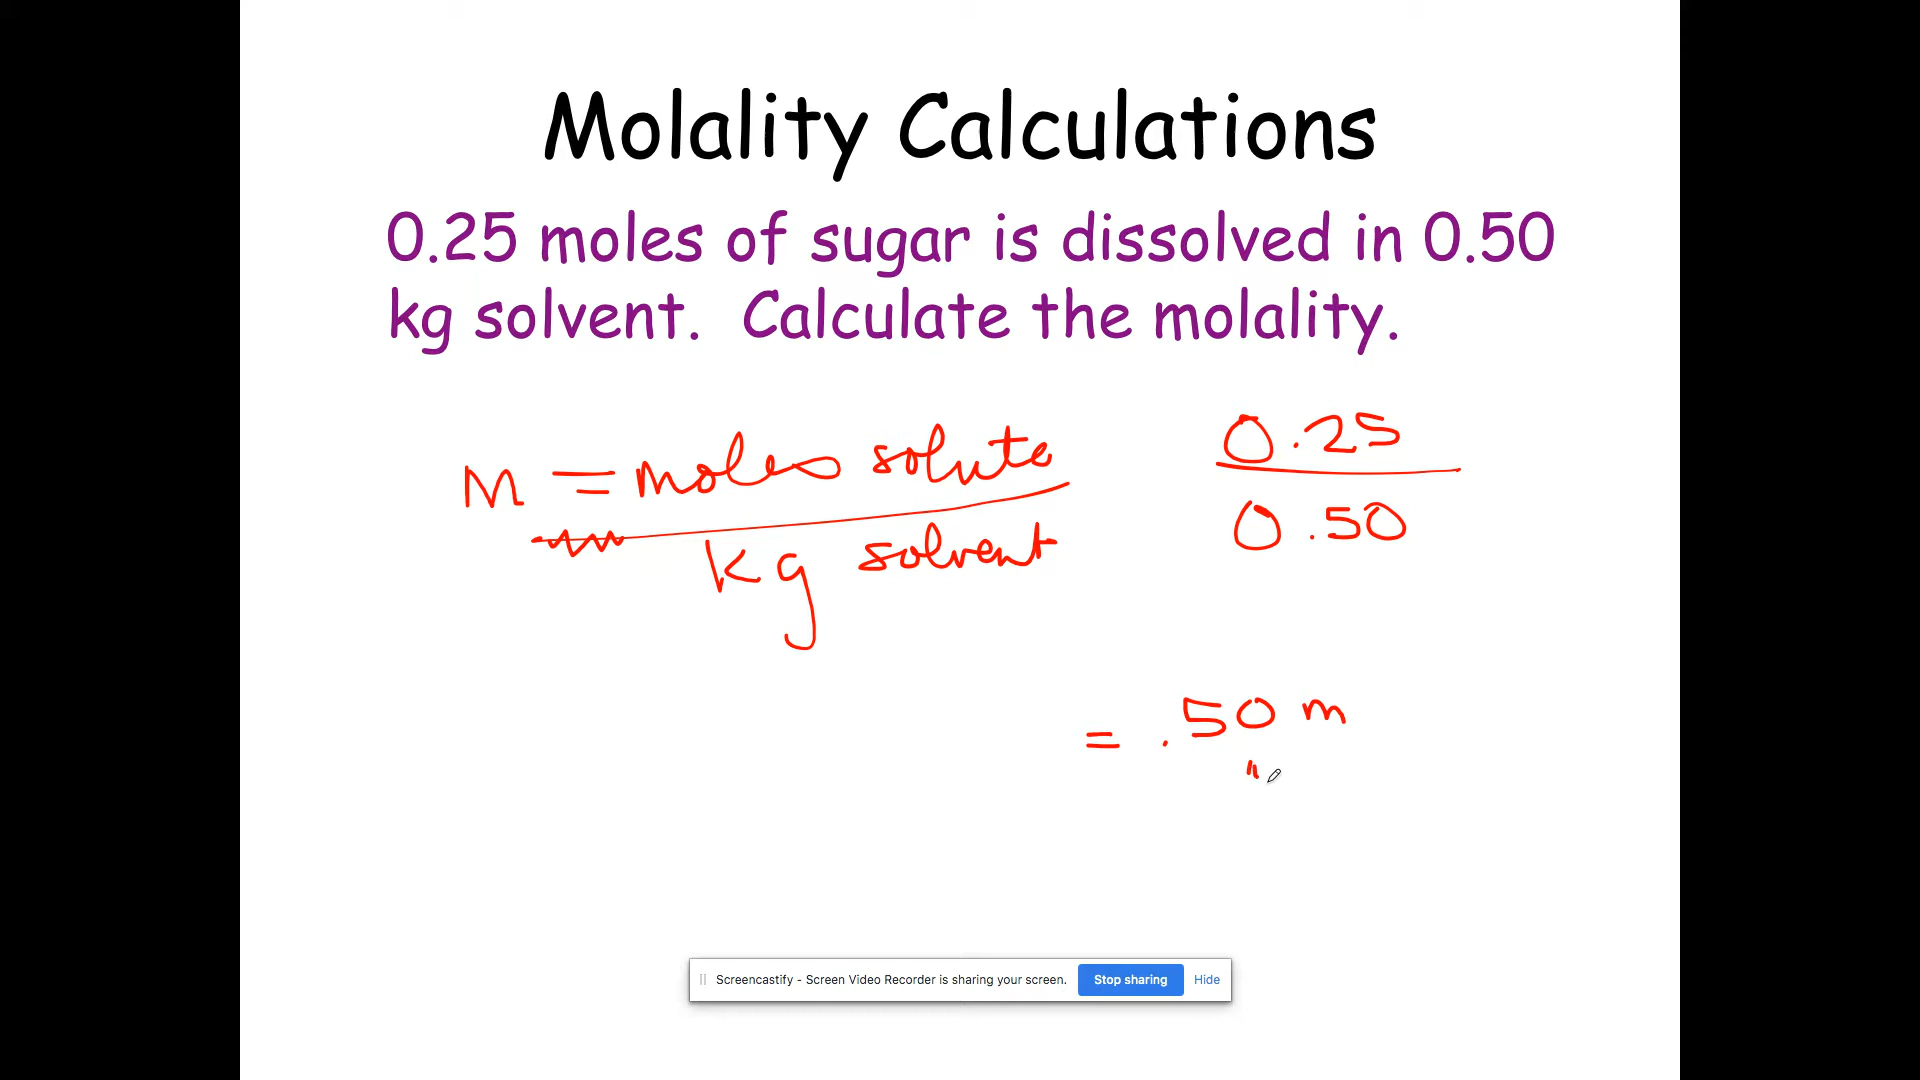 Molality Calculations
0.25 moles of sugar is dissolved in 0.50
kg solvent. Calculate the molality.
m = moles solute
kg solvent
0.25
0.50
= .50 m
Screencastify - Screen Video Recorder is sharing your screen. Stop sharing Hide